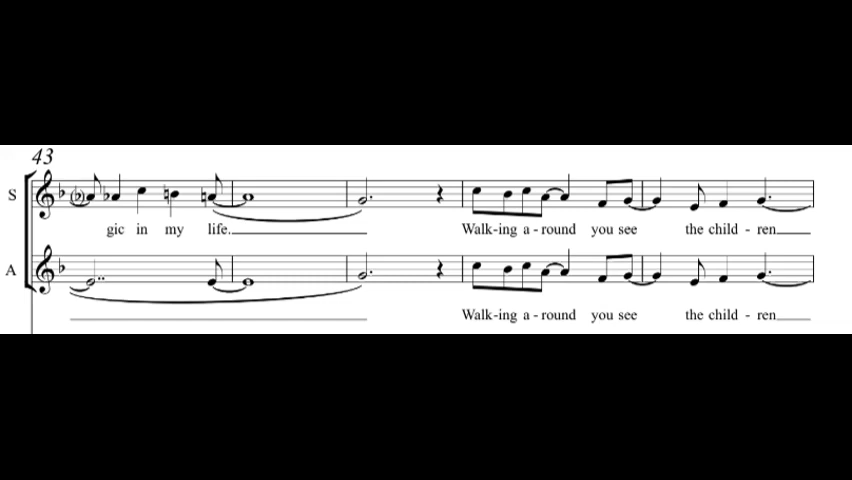 43
S
gic in my life.
Walk-ing a-round you see the child-ren
A
Walk-ing a-round you see the child-ren